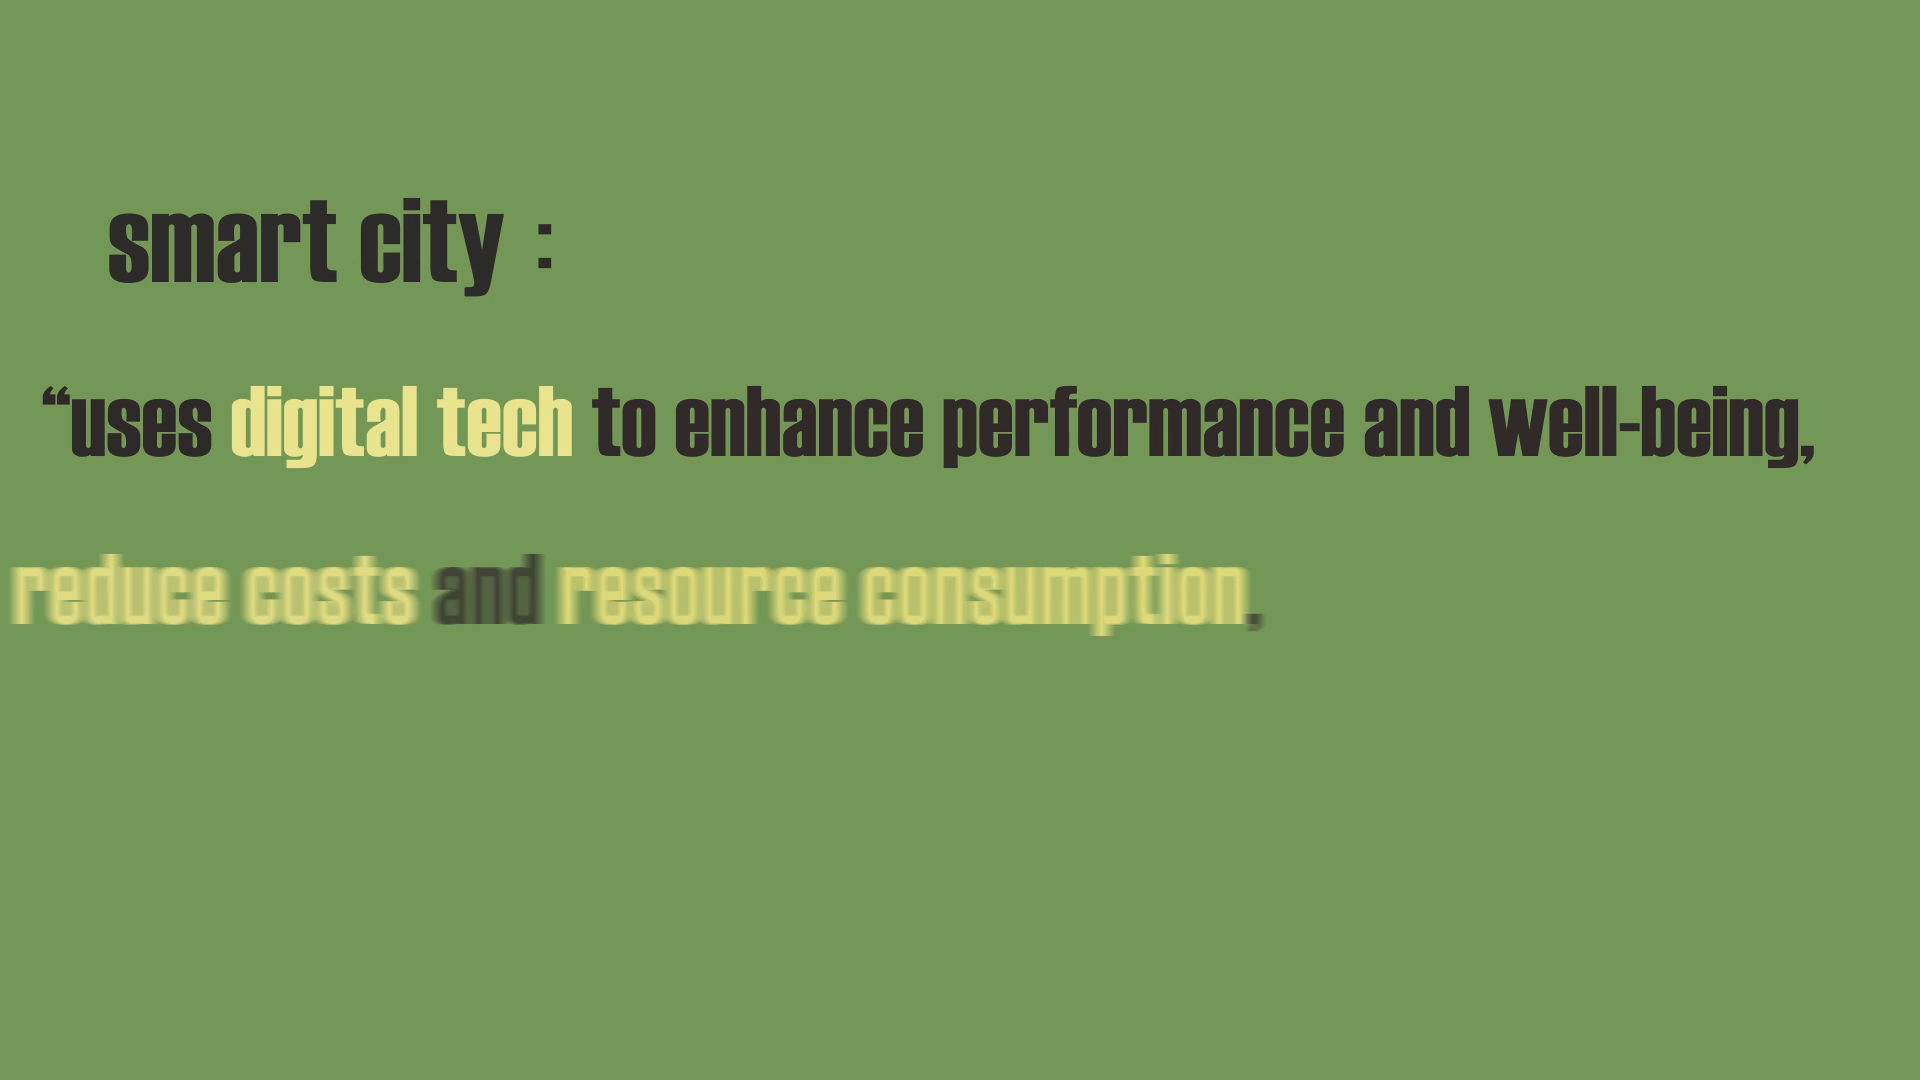 smart city :
“uses digital tech to enhance performance and well-being,
reduce costs and resource consumption,